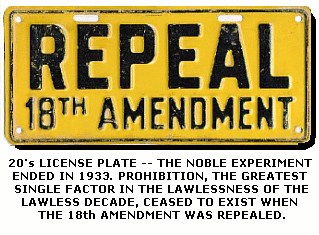 REPEAL
18TH AMENDMENT
20's LICENSE PLATE -- THE NOBLE EXPERIMENT
ENDED IN 1933. PROHIBITION, THE GREATEST
SINGLE FACTOR IN THE LAWLESSNESS OF THE
LAWLESS DECADE, CEASED TO EXIST WHEN
THE 18th AMENDMENT WAS REPEALED.